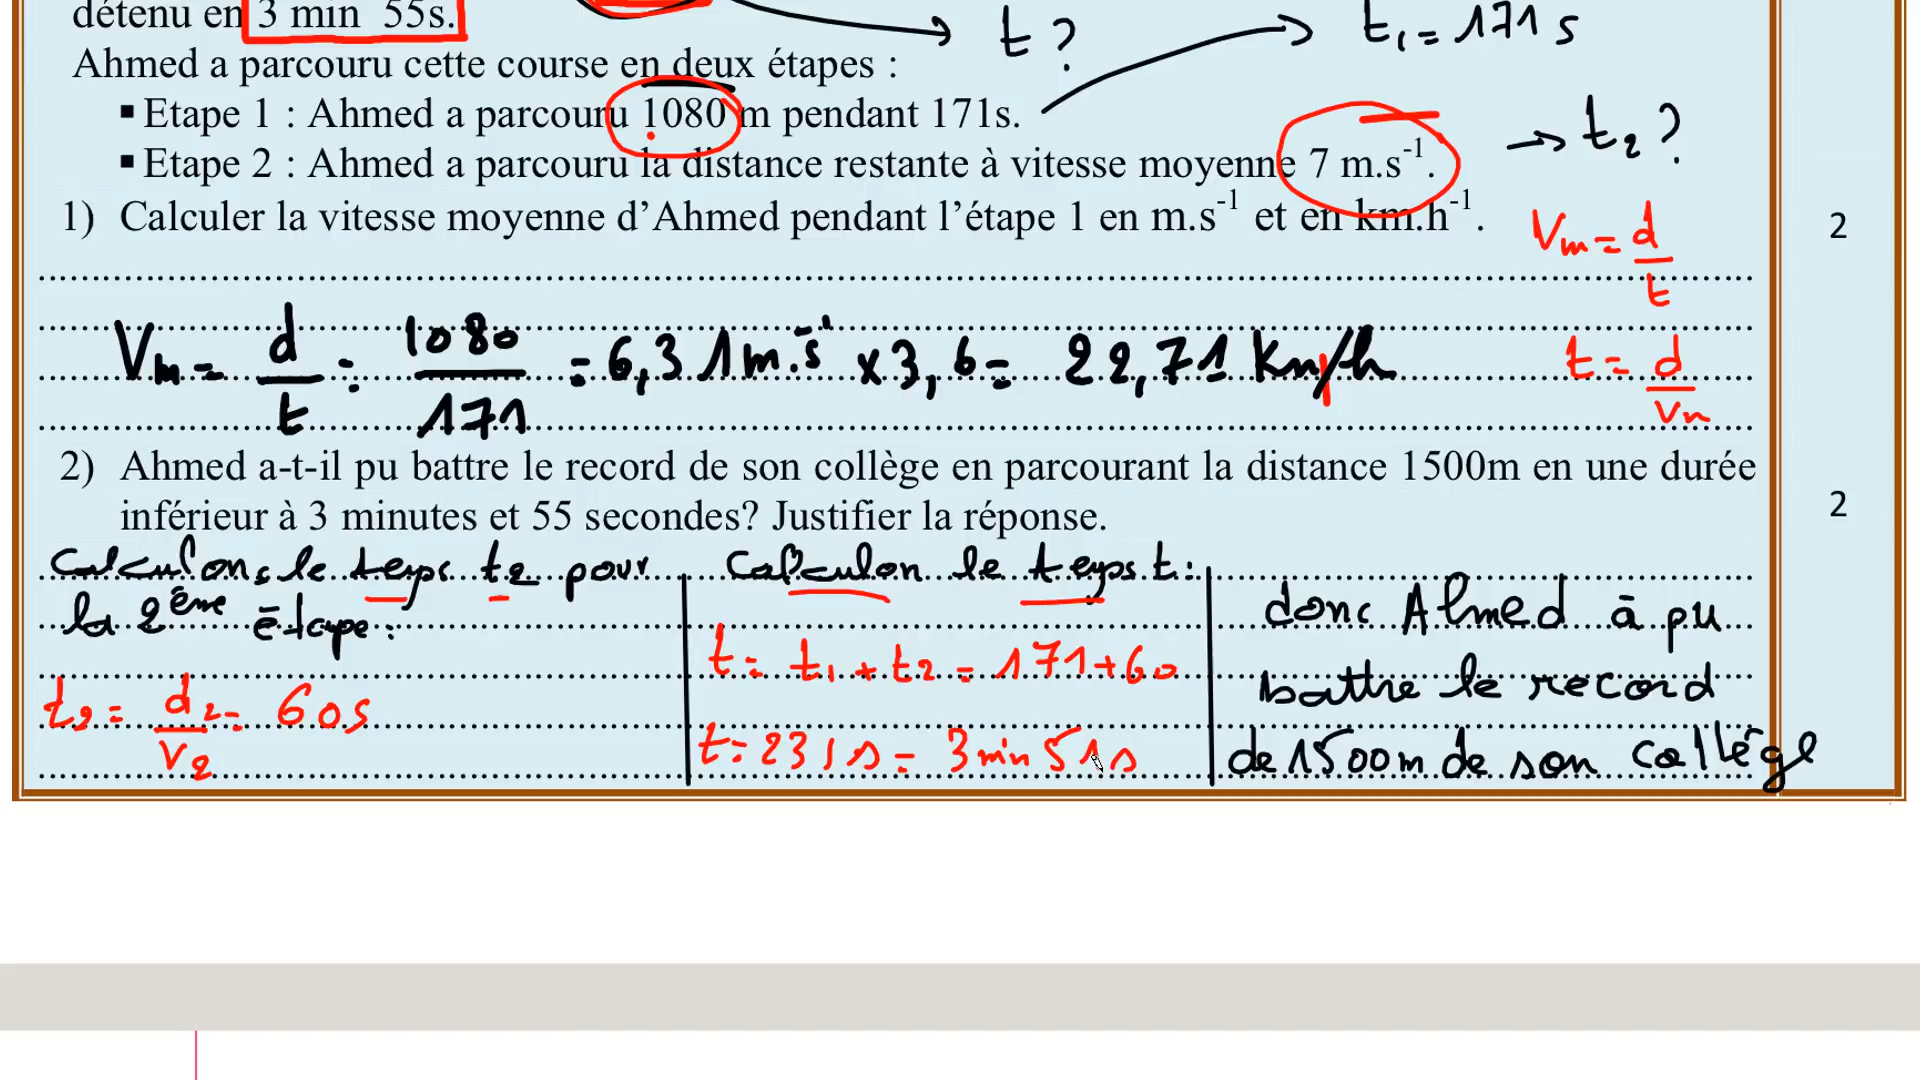 détenu en 3 min 55s.
t ?
t₁ = 171 s
Ahmed a parcouru cette course en deux étapes :
▪ Etape 1 : Ahmed a parcouru 1080 m pendant 171s.
▪ Etape 2 : Ahmed a parcouru la distance restante à vitesse moyenne 7 m.s⁻¹.
→ t₂ ?
1) Calculer la vitesse moyenne d’Ahmed pendant l’étape 1 en m.s⁻¹ et en km.h⁻¹.
2
Vm = d/t
Vm = d/t = 1080/171 = 6,31 m.s⁻¹ x 3,6 = 22,71 Km/h
t = d/Vm
2) Ahmed a-t-il pu battre le record de son collège en parcourant la distance 1500m en une durée
inférieur à 3 minutes et 55 secondes? Justifier la réponse.
2
Calculons le temps t₂ pour
la 2ème étape :
t₂ = d₂/v₂ = 60s
Calculon le temps t :
t = t₁ + t₂ = 171 + 60
t = 231 s = 3 min 51 s
donc Ahmed à pu
battre le record
de 1500m de son collége